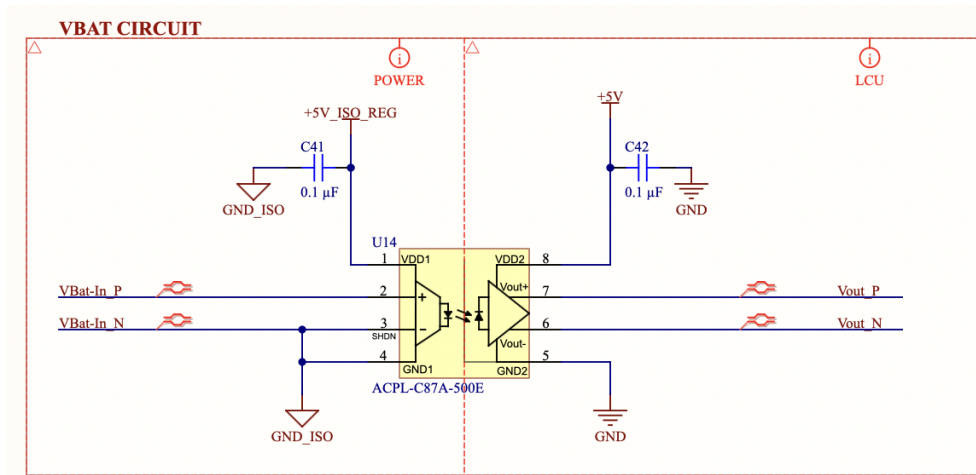 VBAT CIRCUIT
i
POWER
i
LCU
+5V_ISO_REG
+5V
C41
0.1 µF
C42
0.1 µF
GND_ISO
GND
U14
1
VDD1
VDD2
8
VBat-In_P
2
+
Vout+
7
Vout_P
VBat-In_N
3
-
6
Vout_N
SHDN
Vout-
4
GND1
GND2
5
ACPL-C87A-500E
GND_ISO
GND